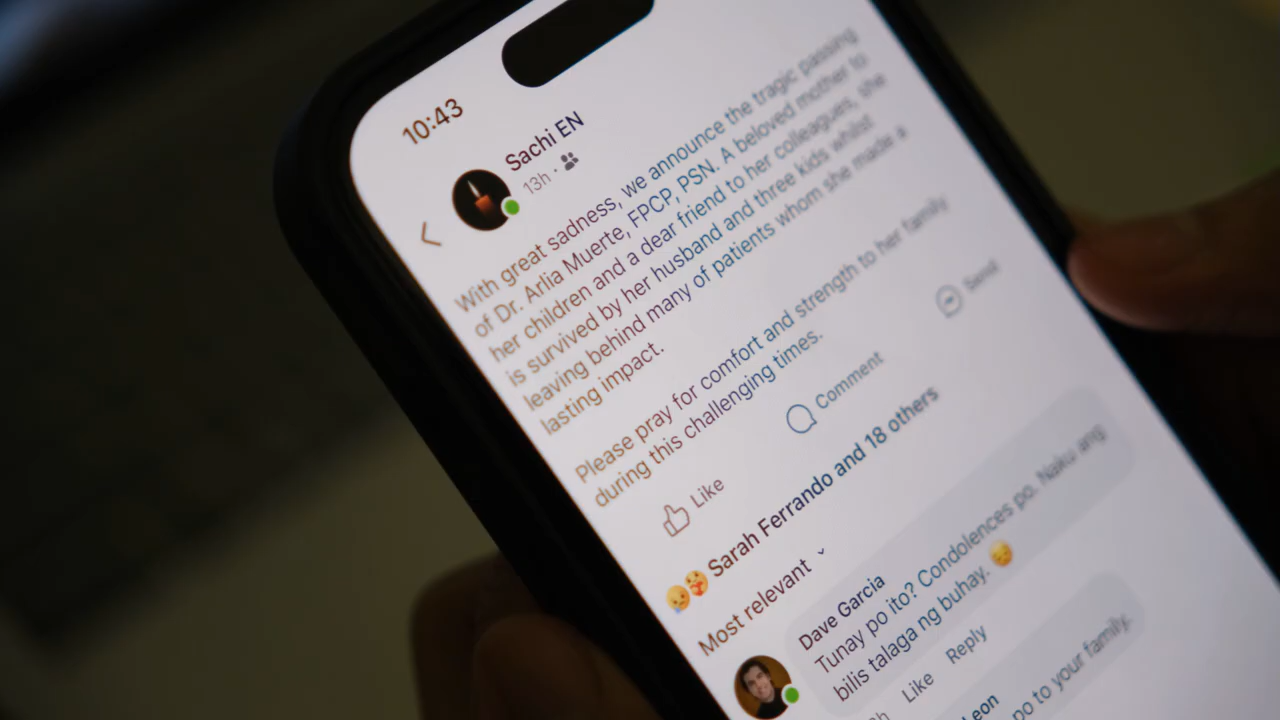 10:43
Sachi EN
13h ·
With great sadness, we announce the tragic passing
of Dr. Arlia Muerte, FPCP, PSN. A beloved mother to
her children and a dear friend to her colleagues, she
is survived by her husband and three kids whilst
leaving behind many of patients whom she made a
lasting impact.
Please pray for comfort and strength to her family
during this challenging times.
Like
Comment
Send
Sarah Ferrando and 18 others
Most relevant
Dave Garcia
Tunay po ito? Condolences po. Naku ang
bilis talaga ng buhay.
Like Reply
po to your family.